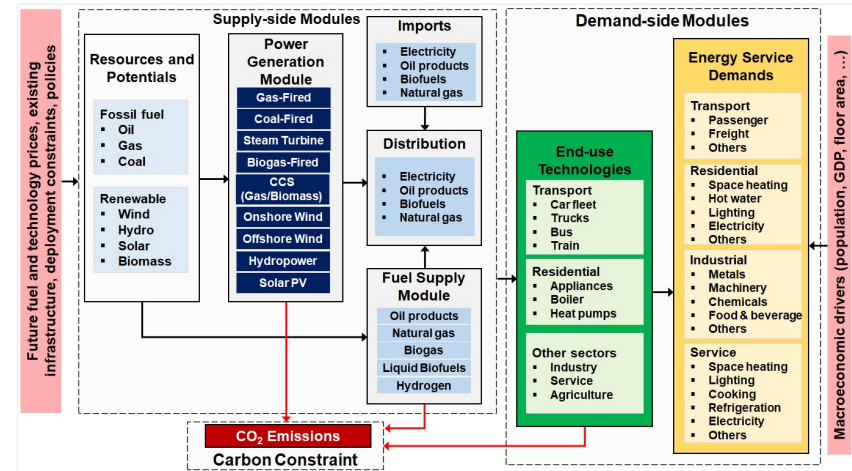 Future fuel and technology prices, existing
infrastructure, deployment constraints, policies
Supply-side Modules
Resources and
Potentials
Fossil fuel
▪ Oil
▪ Gas
▪ Coal
Renewable
▪ Wind
▪ Hydro
▪ Solar
▪ Biomass
Power
Generation
Module
Gas-Fired
Coal-Fired
Steam Turbine
Biogas-Fired
CCS
(Gas/Biomass)
Onshore Wind
Offshore Wind
Hydropower
Solar PV
Imports
▪ Electricity
▪ Oil products
▪ Biofuels
▪ Natural gas
Distribution
▪ Electricity
▪ Oil products
▪ Biofuels
▪ Natural gas
Fuel Supply
Module
Oil products
Natural gas
Biogas
Liquid Biofuels
Hydrogen
CO₂ Emissions
Carbon Constraint
Demand-side Modules
End-use
Technologies
Transport
▪ Car fleet
▪ Trucks
▪ Bus
▪ Train
Residential
▪ Appliances
▪ Boiler
▪ Heat pumps
Other sectors
▪ Industry
▪ Service
▪ Agriculture
Energy Service
Demands
Transport
▪ Passenger
▪ Freight
▪ Others
Residential
▪ Space heating
▪ Hot water
▪ Lighting
▪ Electricity
▪ Others
Industrial
▪ Metals
▪ Machinery
▪ Chemicals
▪ Food & beverage
▪ Others
Service
▪ Space heating
▪ Lighting
▪ Cooking
▪ Refrigeration
▪ Electricity
▪ Others
Macroeconomic drivers (population, GDP, floor area, ...)